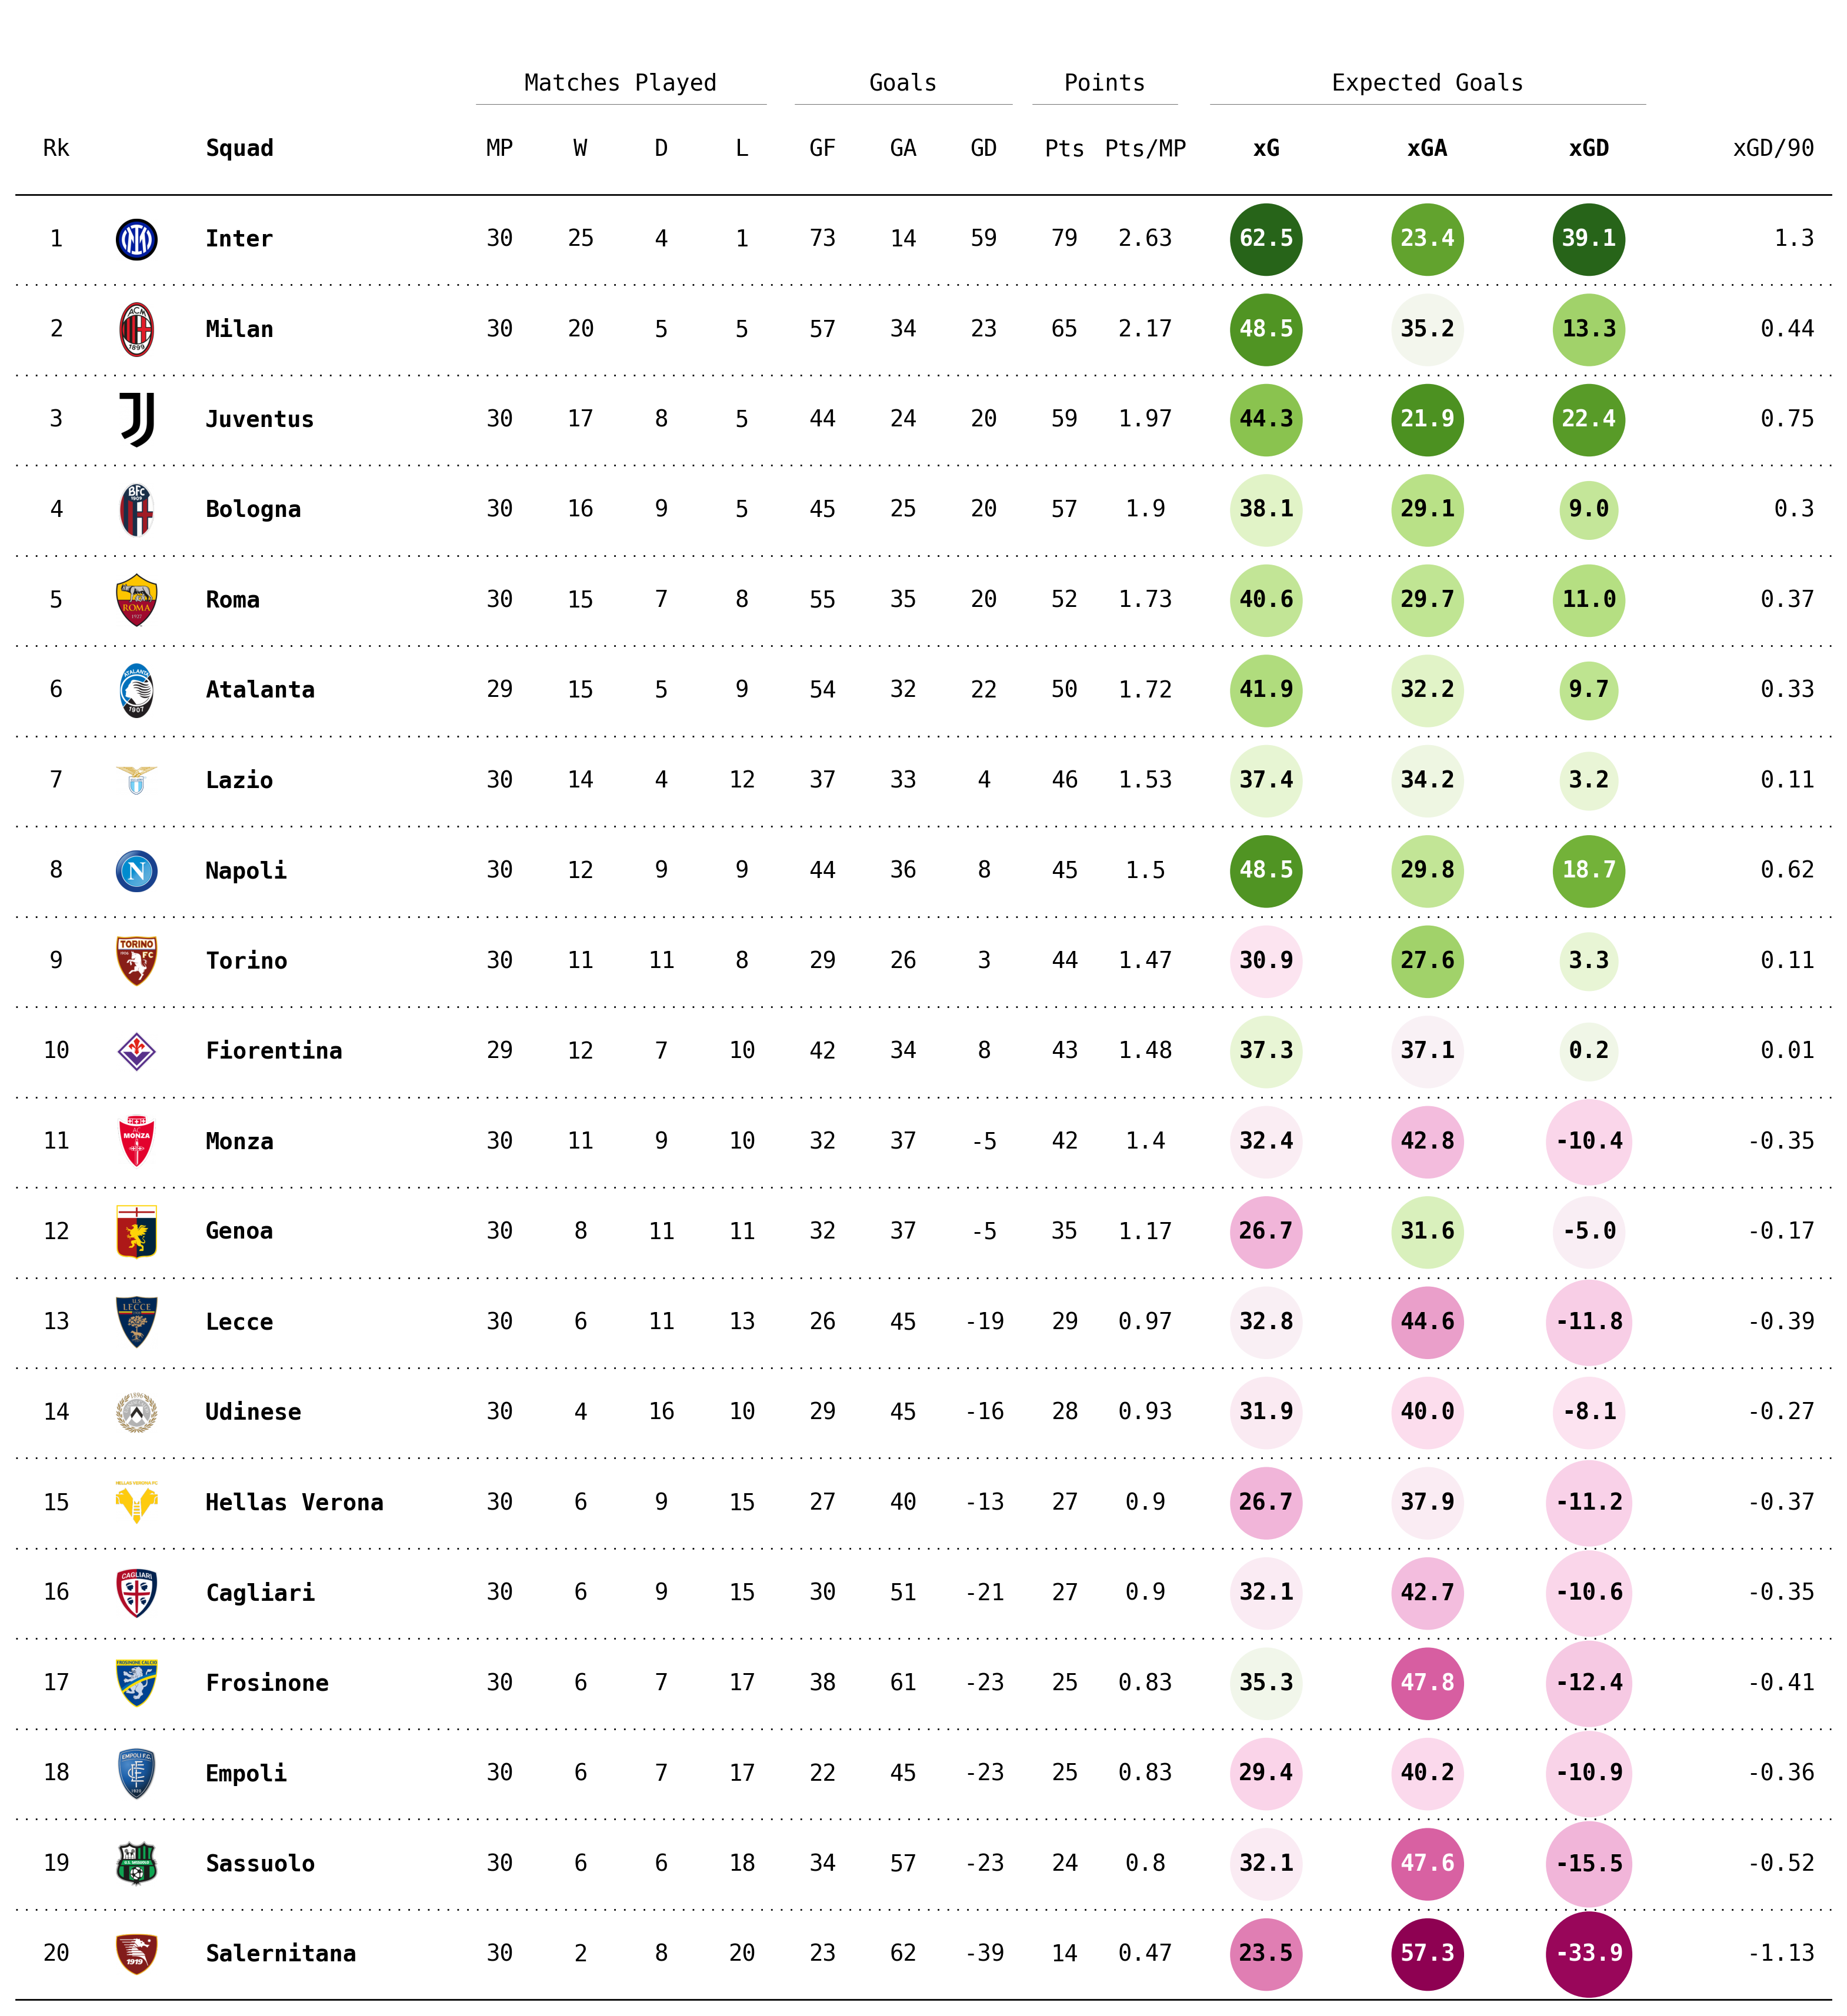 Matches Played Goals Points Expected Goals
Rk Squad MP W D L GF GA GD Pts Pts/MP xG xGA xGD xGD/90
1 Inter 30 25 4 1 73 14 59 79 2.63 62.5 23.4 39.1 1.3
2 ACM 1899 Milan 30 20 5 5 57 34 23 65 2.17 48.5 35.2 13.3 0.44
3 Juventus 30 17 8 5 44 24 20 59 1.97 44.3 21.9 22.4 0.75
4 BFC 1909 Bologna 30 16 9 5 45 25 20 57 1.9 38.1 29.1 9.0 0.3
5 ROMA 1927 Roma 30 15 7 8 55 35 20 52 1.73 40.6 29.7 11.0 0.37
6 ATALANTA 1907 Atalanta 29 15 5 9 54 32 22 50 1.72 41.9 32.2 9.7 0.33
7 Lazio 30 14 4 12 37 33 4 46 1.53 37.4 34.2 3.2 0.11
8 N Napoli 30 12 9 9 44 36 8 45 1.5 48.5 29.8 18.7 0.62
9 TORINO FC Torino 30 11 11 8 29 26 3 44 1.47 30.9 27.6 3.3 0.11
10 Fiorentina 29 12 7 10 42 34 8 43 1.48 37.3 37.1 0.2 0.01
11 AC MONZA Monza 30 11 9 10 32 37 -5 42 1.4 32.4 42.8 -10.4 -0.35
12 Genoa 30 8 11 11 32 37 -5 35 1.17 26.7 31.6 -5.0 -0.17
13 U.S. LECCE Lecce 30 6 11 13 26 45 -19 29 0.97 32.8 44.6 -11.8 -0.39
14 1896 Udinese 30 4 16 10 29 45 -16 28 0.93 31.9 40.0 -8.1 -0.27
15 HELLAS VERONA FC Hellas Verona 30 6 9 15 27 40 -13 27 0.9 26.7 37.9 -11.2 -0.37
16 CAGLIARI Cagliari 30 6 9 15 30 51 -21 27 0.9 32.1 42.7 -10.6 -0.35
17 FROSINONE CALCIO Frosinone 30 6 7 17 38 61 -23 25 0.83 35.3 47.8 -12.4 -0.41
18 EMPOLI F.C. Empoli 30 6 7 17 22 45 -23 25 0.83 29.4 40.2 -10.9 -0.36
19 Sassuolo 30 6 6 18 34 57 -23 24 0.8 32.1 47.6 -15.5 -0.52
20 1919 Salernitana 30 2 8 20 23 62 -39 14 0.47 23.5 57.3 -33.9 -1.13